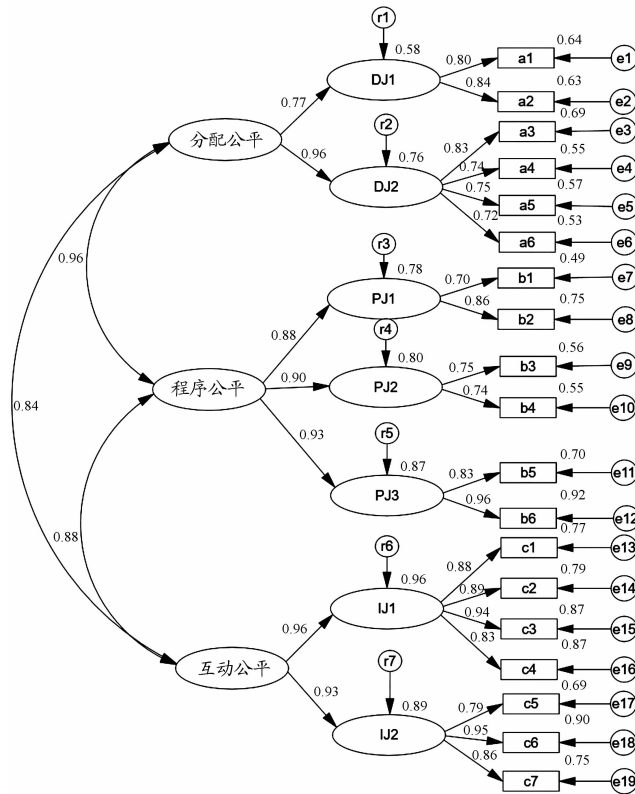 r1
0.58
0.64
0.80
a1
e1
DJ1
0.77
0.84
0.63
a2
e2
r2
0.69
a3
e3
分配公平
0.76
0.83
0.55
0.96
0.74
a4
e4
DJ2
0.75
0.57
a5
e5
0.72
0.53
a6
e6
r3
0.49
0.96
0.78
0.70
b1
e7
PJ1
0.86
0.75
b2
e8
0.88
r4
0.80
0.56
0.75
b3
e9
程序公平
0.90
PJ2
0.74
0.55
b4
e10
0.84
0.93
r5
0.87
0.70
0.83
b5
e11
PJ3
0.96
0.92
b6
e12
0.88
r6
0.77
c1
e13
0.96
0.88
0.79
0.89
c2
e14
IJ1
0.96
0.94
0.87
c3
e15
0.83
0.87
c4
e16
互动公平
r7
0.69
0.93
0.89
0.79
c5
e17
IJ2
0.95
0.90
c6
e18
0.86
0.75
c7
e19